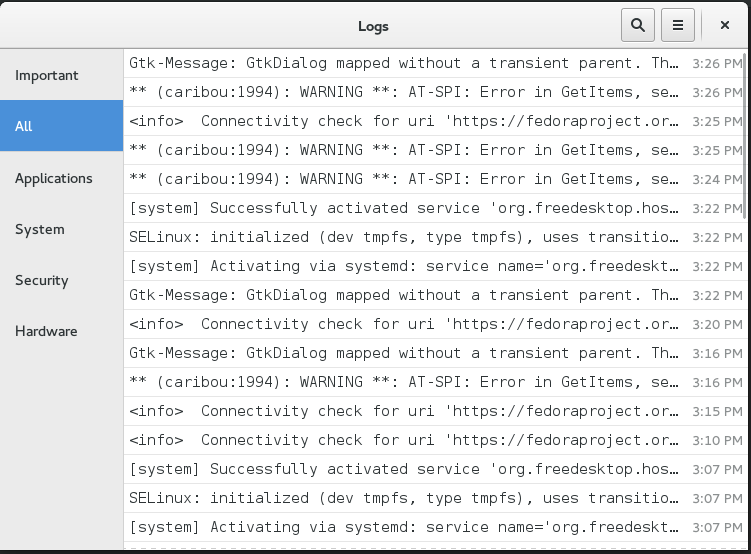 Logs
Important
All
Applications
System
Security
Hardware
Gtk-Message: GtkDialog mapped without a transient parent. Th… 3:26 PM
** (caribou:1994): WARNING **: AT-SPI: Error in GetItems, se… 3:26 PM
<info>  Connectivity check for uri 'https://fedoraproject.or… 3:25 PM
** (caribou:1994): WARNING **: AT-SPI: Error in GetItems, se… 3:25 PM
** (caribou:1994): WARNING **: AT-SPI: Error in GetItems, se… 3:24 PM
[system] Successfully activated service 'org.freedesktop.hos… 3:22 PM
SELinux: initialized (dev tmpfs, type tmpfs), uses transitio… 3:22 PM
[system] Activating via systemd: service name='org.freedeskt… 3:22 PM
Gtk-Message: GtkDialog mapped without a transient parent. Th… 3:22 PM
<info>  Connectivity check for uri 'https://fedoraproject.or… 3:20 PM
Gtk-Message: GtkDialog mapped without a transient parent. Th… 3:16 PM
** (caribou:1994): WARNING **: AT-SPI: Error in GetItems, se… 3:16 PM
<info>  Connectivity check for uri 'https://fedoraproject.or… 3:15 PM
<info>  Connectivity check for uri 'https://fedoraproject.or… 3:10 PM
[system] Successfully activated service 'org.freedesktop.hos… 3:07 PM
SELinux: initialized (dev tmpfs, type tmpfs), uses transitio… 3:07 PM
[system] Activating via systemd: service name='org.freedeskt… 3:07 PM